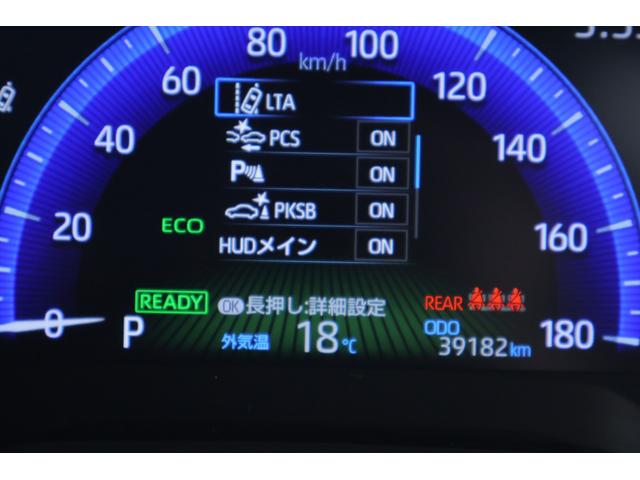 80
100
km/h
60
120
LTA
40
PCS ON
140
P ON
20
PKSB ON
160
ECO
HUDメイン ON
READY
OK 長押し:詳細設定
REAR
0
P
外気温 18℃
ODO
39182 km
180